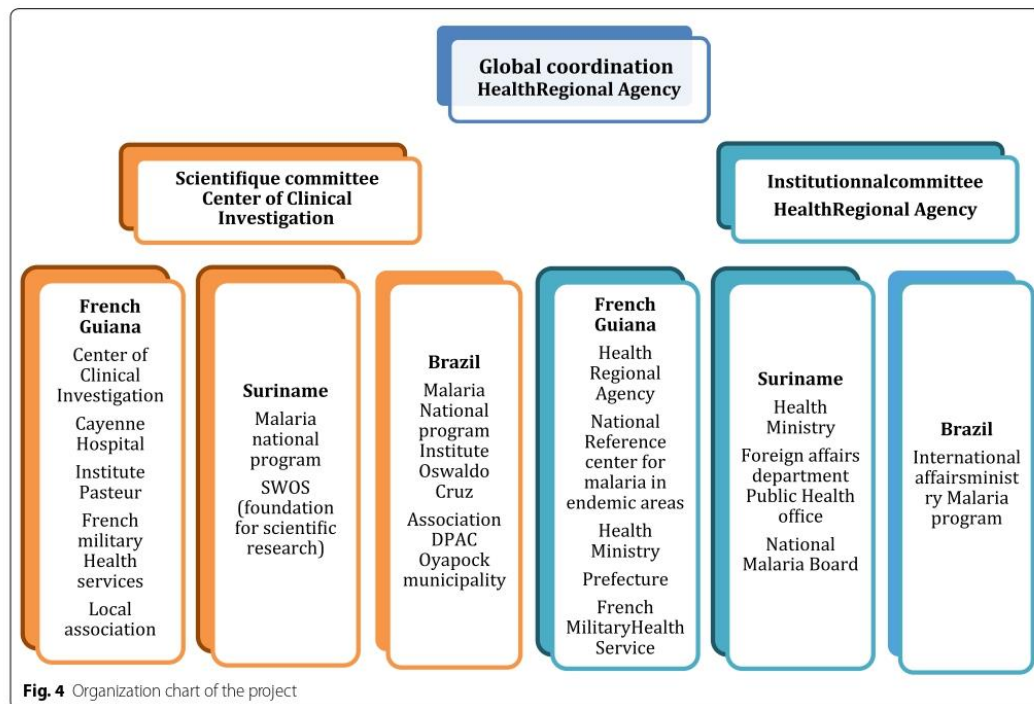 Global coordination
HealthRegional Agency
Scientifique committee
Center of Clinical
Investigation
Institutionnalcommittee
HealthRegional Agency
French
Guiana
Center of
Clinical
Investigation
Cayenne
Hospital
Institute
Pasteur
French
military
Health
services
Local
association
Suriname
Malaria
national
program
SWOS
(foundation
for scientific
research)
Brazil
Malaria
National
program
Institute
Oswaldo
Cruz
Association
DPAC
Oyapock
municipality
French
Guiana
Health
Regional
Agency
National
Reference
center for
malaria in
endemic areas
Health
Ministry
Prefecture
French
MilitaryHealth
Service
Suriname
Health
Ministry
Foreign affairs
department
Public Health
office
National
Malaria Board
Brazil
International
affairsminist
ry Malaria
program
Fig. 4 Organization chart of the project